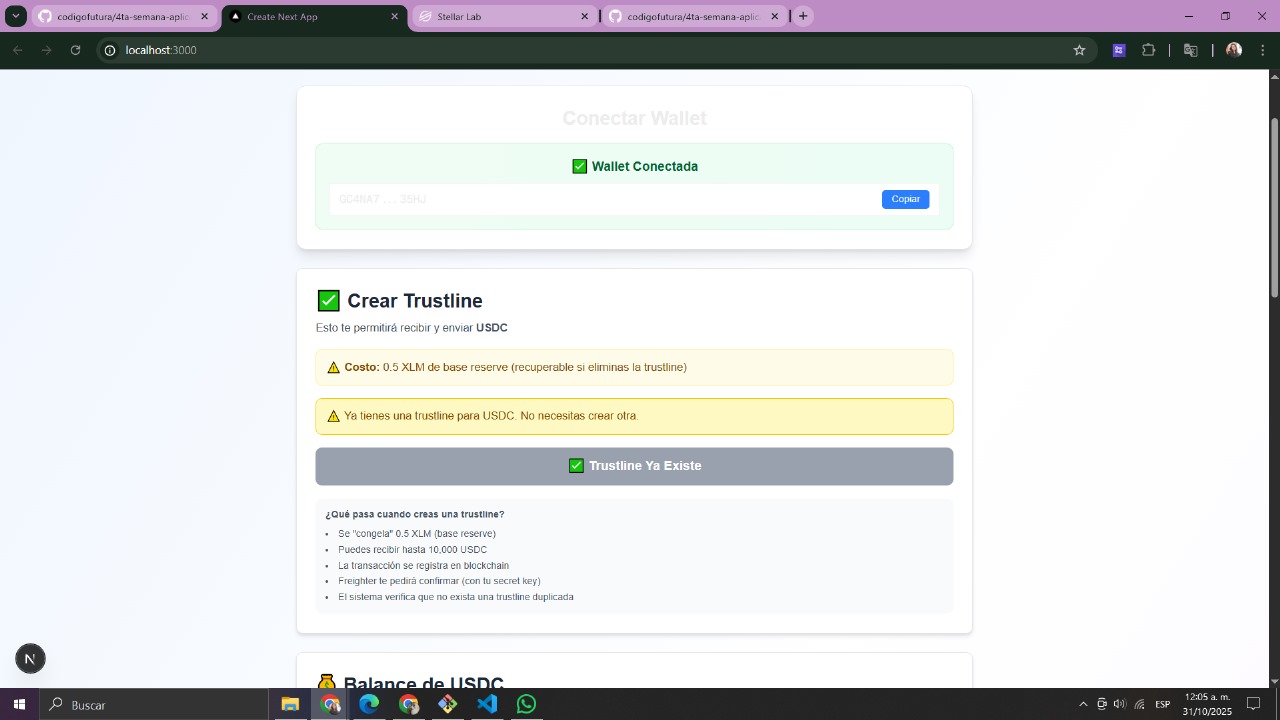 codigofutura/4ta-semana-aplic
Create Next App
Stellar Lab
codigofutura/4ta-semana-aplic
localhost:3000
Conectar Wallet
✅ Wallet Conectada
GC4NA7...35HJ
Copiar
✅ Crear Trustline
Esto te permitirá recibir y enviar USDC
⚠ Costo: 0.5 XLM de base reserve (recuperable si eliminas la trustline)
⚠ Ya tienes una trustline para USDC. No necesitas crear otra.
✅ Trustline Ya Existe
¿Qué pasa cuando creas una trustline?
• Se "congela" 0.5 XLM (base reserve)
• Puedes recibir hasta 10,000 USDC
• La transacción se registra en blockchain
• Freighter te pedirá confirmar (con tu secret key)
• El sistema verifica que no exista una trustline duplicada
N
💰 Balance de USDC
Buscar
ESP
12:05 a. m.
31/10/2025